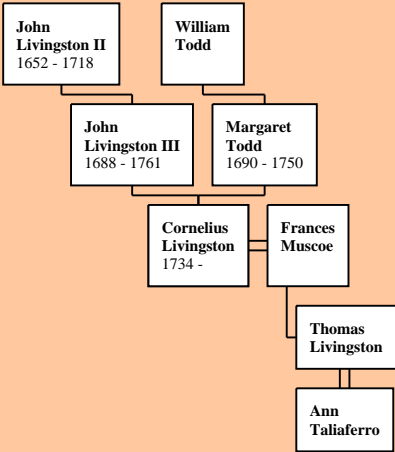 John
Livingston II
1652 - 1718
William
Todd
John
Livingston III
1688 - 1761
Margaret
Todd
1690 - 1750
Cornelius
Livingston
1734 -
Frances
Muscoe
Thomas
Livingston
Ann
Taliaferro